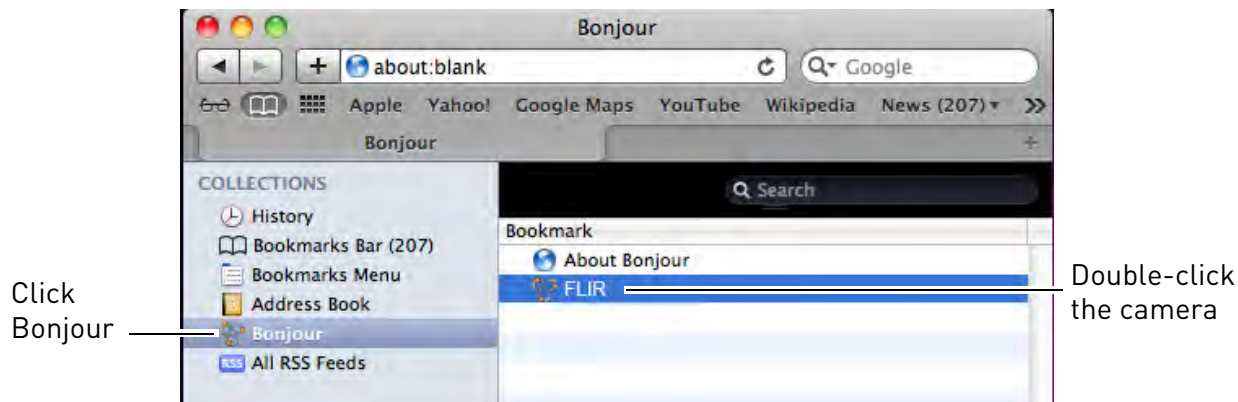 Bonjour
about:blank
Google
Apple Yahoo! Google Maps YouTube Wikipedia News (207)
Bonjour
COLLECTIONS
History
Bookmarks Bar (207)
Bookmarks Menu
Address Book
Bonjour
RSS All RSS Feeds
Search
Bookmark
About Bonjour
FLIR
Click
Bonjour
Double-click
the camera